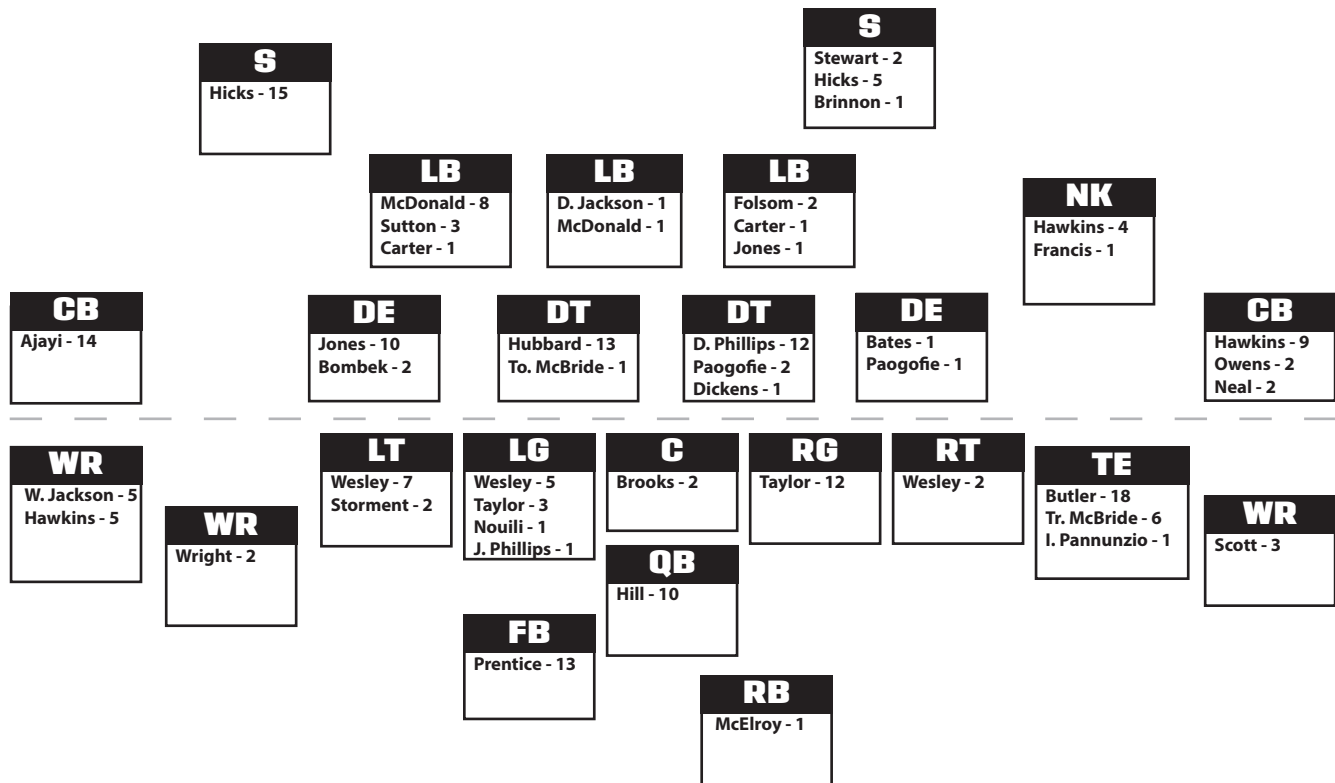 S
Hicks - 15
S
Stewart - 2
Hicks - 5
Brinnon - 1
LB
McDonald - 8
Sutton - 3
Carter - 1
LB
D. Jackson - 1
McDonald - 1
LB
Folsom - 2
Carter - 1
Jones - 1
NK
Hawkins - 4
Francis - 1
CB
Ajayi - 14
DE
Jones - 10
Bombek - 2
DT
Hubbard - 13
To. McBride - 1
DT
D. Phillips - 12
Paogofie - 2
Dickens - 1
DE
Bates - 1
Paogofie - 1
CB
Hawkins - 9
Owens - 2
Neal - 2
WR
W. Jackson - 5
Hawkins - 5
WR
Wright - 2
LT
Wesley - 7
Storment - 2
LG
Wesley - 5
Taylor - 3
Nouili - 1
J. Phillips - 1
C
Brooks - 2
RG
Taylor - 12
RT
Wesley - 2
TE
Butler - 18
Tr. McBride - 6
I. Pannunzio - 1
WR
Scott - 3
QB
Hill - 10
FB
Prentice - 13
RB
McElroy - 1